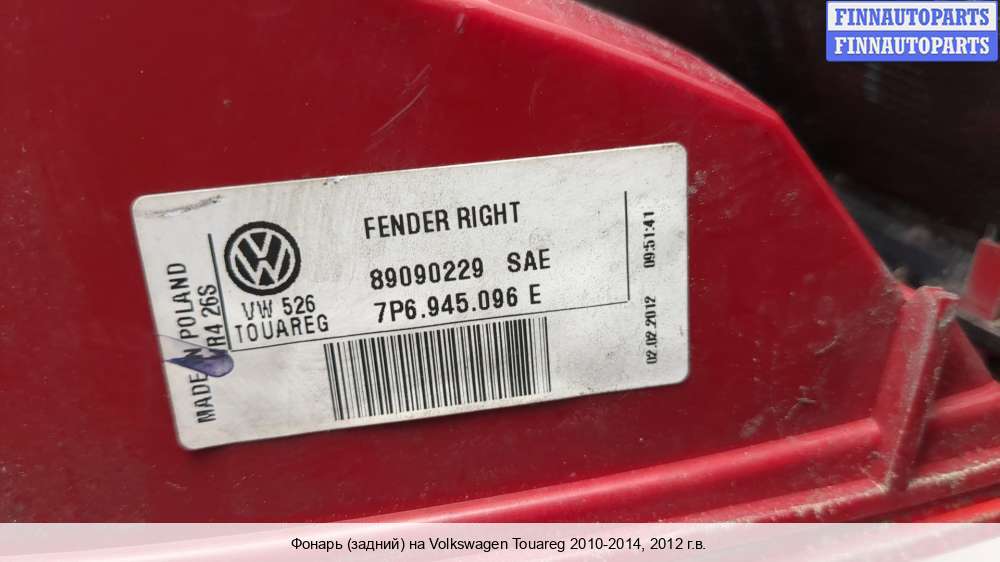 FINNAUTOPARTS
FINNAUTOPARTS
FENDER RIGHT
89090229 SAE
7P6.945.096 E
VW 526
TOUAREG
MADE IN POLAND
R4 26S
02.02.2012 09:51:41
Фонарь (задний) на Volkswagen Touareg 2010-2014, 2012 г.в.